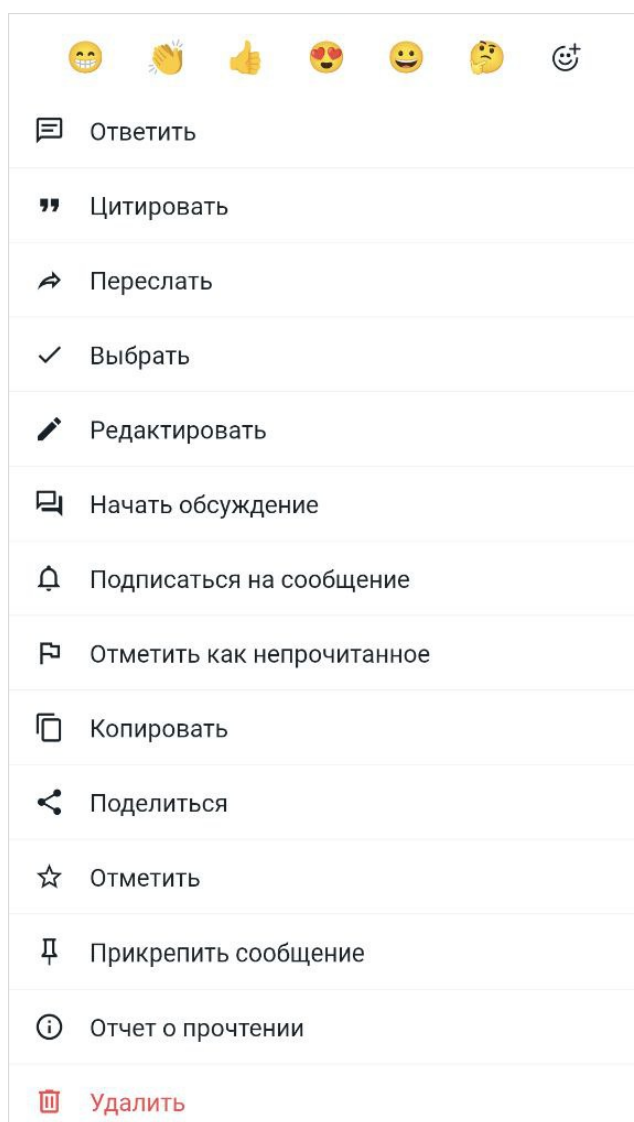 Ответить
Цитировать
Переслать
Выбрать
Редактировать
Начать обсуждение
Подписаться на сообщение
Отметить как непрочитанное
Копировать
Поделиться
Отметить
Прикрепить сообщение
Отчет о прочтении
Удалить